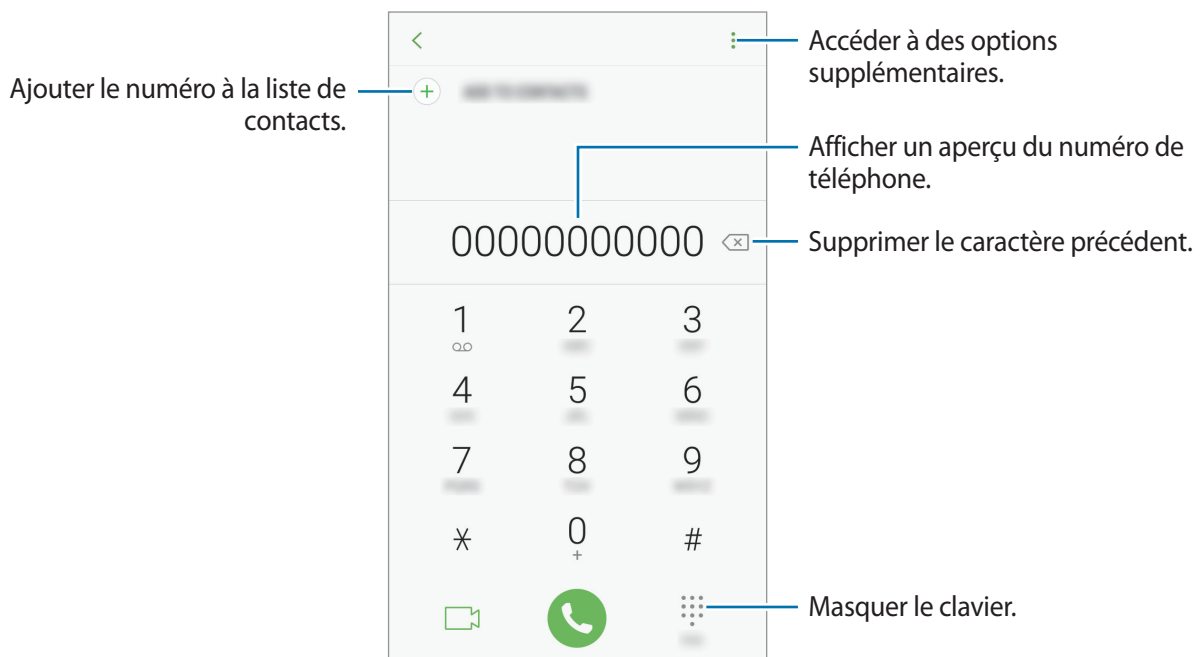 Accéder à des options
supplémentaires.
Ajouter le numéro à la liste de
contacts.
Afficher un aperçu du numéro de
téléphone.
00000000000
Supprimer le caractère précédent.
1 2 3
4 5 6
7 8 9
* 0 #
+
Masquer le clavier.